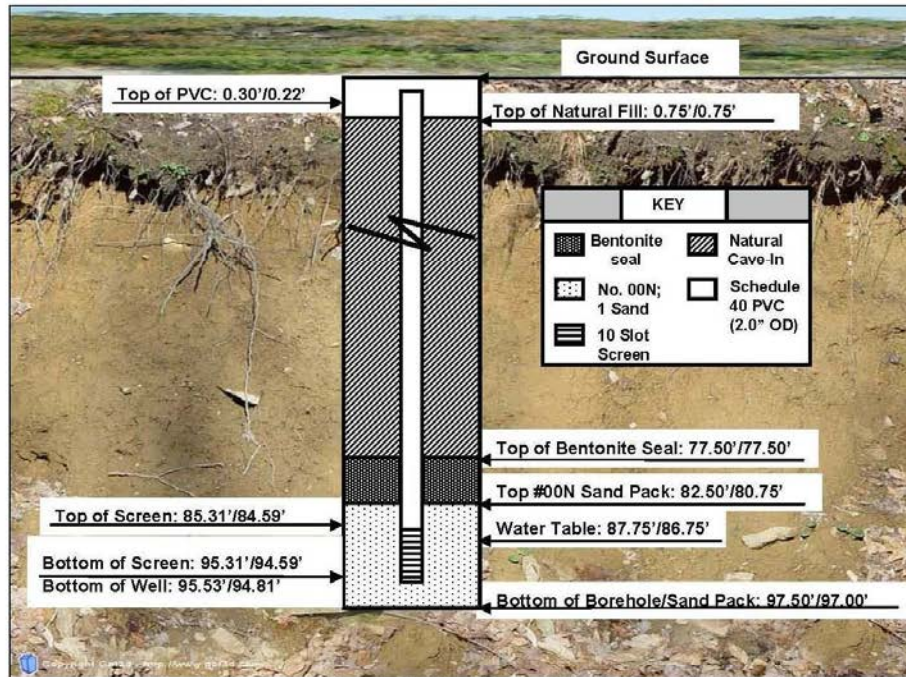 Ground Surface
Top of PVC: 0.30'/0.22'
Top of Natural Fill: 0.75'/0.75'
KEY
Bentonite
seal
Natural
Cave-In
No. 00N;
1 Sand
Schedule
40 PVC
(2.0" OD)
10 Slot
Screen
Top of Bentonite Seal: 77.50'/77.50'
Top #00N Sand Pack: 82.50'/80.75'
Top of Screen: 85.31'/84.59'
Water Table: 87.75'/86.75'
Bottom of Screen: 95.31'/94.59'
Bottom of Well: 95.53'/94.81'
Bottom of Borehole/Sand Pack: 97.50'/97.00'
Copyright